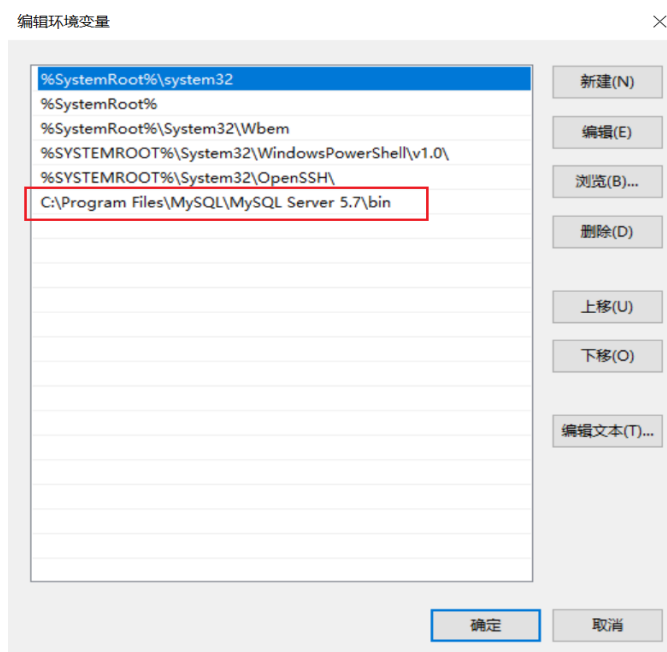 编辑环境变量
%SystemRoot%\system32
%SystemRoot%
%SystemRoot%\System32\Wbem
%SYSTEMROOT%\System32\WindowsPowerShell\v1.0\
%SYSTEMROOT%\System32\OpenSSH\
C:\Program Files\MySQL\MySQL Server 5.7\bin
新建(N)
编辑(E)
浏览(B)...
删除(D)
上移(U)
下移(O)
编辑文本(T)...
确定
取消